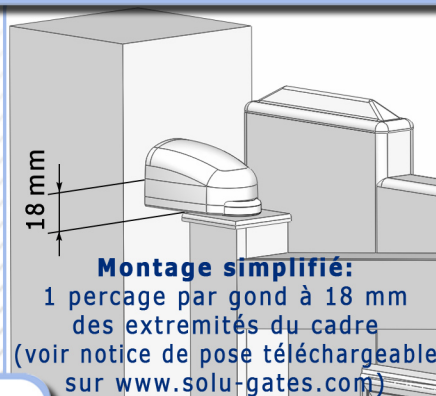 18 mm
Montage simplifié:
1 percage par gond à 18 mm
des extremités du cadre
(voir notice de pose téléchargeable
sur www.solu-gates.com)